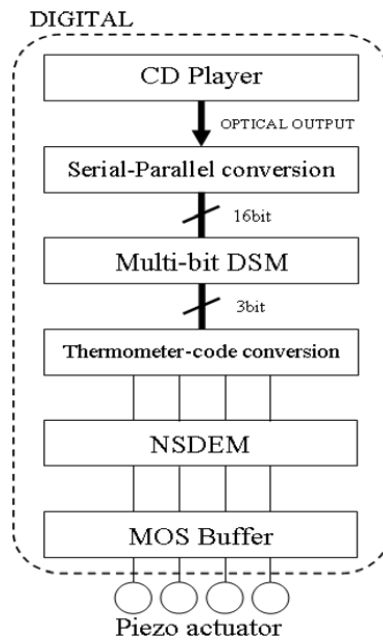 DIGITAL
CD Player
OPTICAL OUTPUT
Serial-Parallel conversion
16bit
Multi-bit DSM
3bit
Thermometer-code conversion
NSDEM
MOS Buffer
Piezo actuator